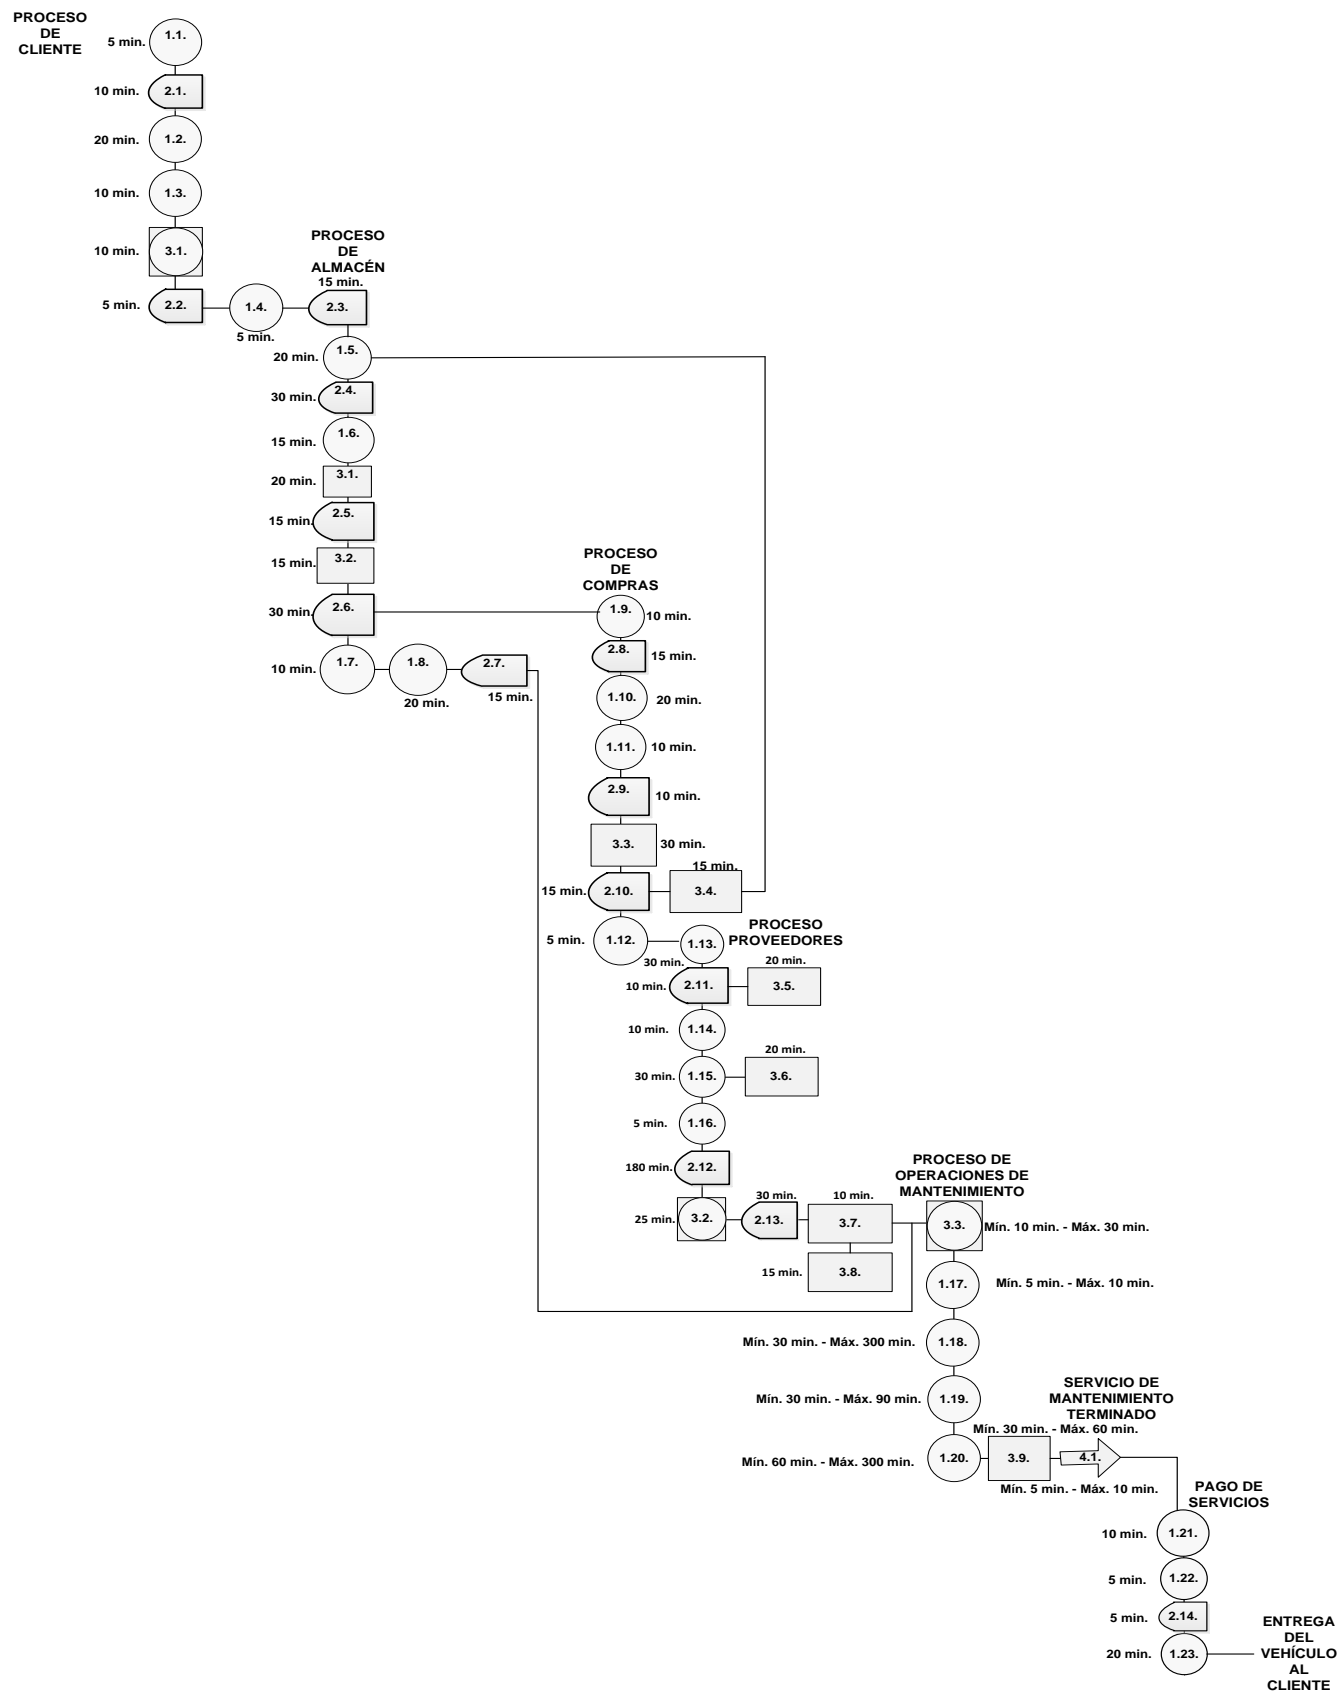 PROCESO
DE
CLIENTE
5 min.
1.1.
10 min.
2.1.
20 min.
1.2.
10 min.
1.3.
10 min.
3.1.
5 min.
2.2.
1.4.
5 min.
PROCESO
DE
ALMACÉN
15 min.
2.3.
20 min.
1.5.
30 min.
2.4.
15 min.
1.6.
20 min.
3.1.
15 min.
2.5.
15 min.
3.2.
30 min.
2.6.
10 min.
1.7.
1.8.
20 min.
2.7.
15 min.
PROCESO
DE
COMPRAS
1.9.
10 min.
2.8.
15 min.
1.10.
20 min.
1.11.
10 min.
2.9.
10 min.
3.3.
30 min.
15 min.
2.10.
15 min.
3.4.
5 min.
1.12.
PROCESO
PROVEEDORES
1.13.
30 min.
10 min.
2.11.
20 min.
3.5.
10 min.
1.14.
30 min.
1.15.
20 min.
3.6.
5 min.
1.16.
180 min.
2.12.
25 min.
3.2.
30 min.
2.13.
10 min.
3.7.
15 min.
3.8.
PROCESO DE
OPERACIONES DE
MANTENIMIENTO
3.3.
Mín. 10 min. - Máx. 30 min.
1.17.
Mín. 5 min. - Máx. 10 min.
Mín. 30 min. - Máx. 300 min.
1.18.
Mín. 30 min. - Máx. 90 min.
1.19.
Mín. 60 min. - Máx. 300 min.
1.20.
SERVICIO DE
MANTENIMIENTO
TERMINADO
Mín. 30 min. - Máx. 60 min.
3.9.
4.1.
Mín. 5 min. - Máx. 10 min.
PAGO DE
SERVICIOS
10 min.
1.21.
5 min.
1.22.
5 min.
2.14.
20 min.
1.23.
ENTREGA
DEL
VEHÍCULO
AL
CLIENTE